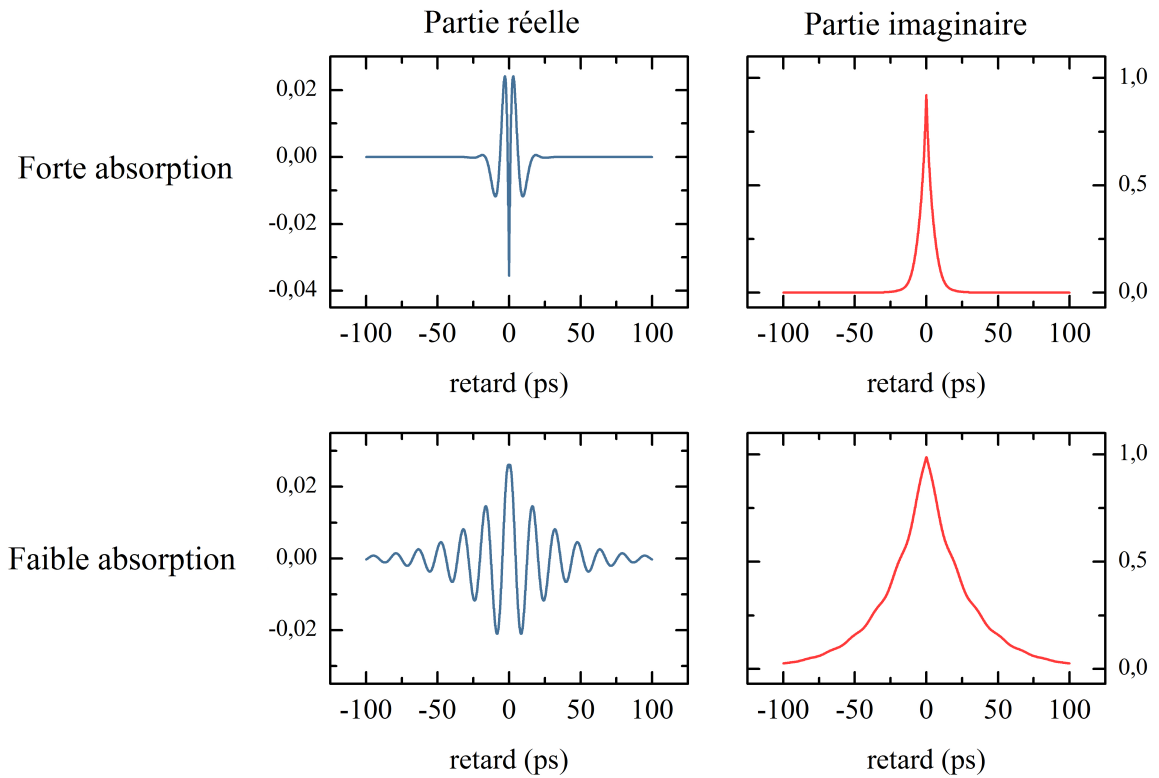 Partie réelle
Partie imaginaire
Forte absorption
0,02
0,00
-0,02
-0,04
-100 -50 0 50 100
retard (ps)
1,0
0,5
0,0
-100 -50 0 50 100
retard (ps)
Faible absorption
0,02
0,00
-0,02
-100 -50 0 50 100
retard (ps)
1,0
0,5
0,0
-100 -50 0 50 100
retard (ps)